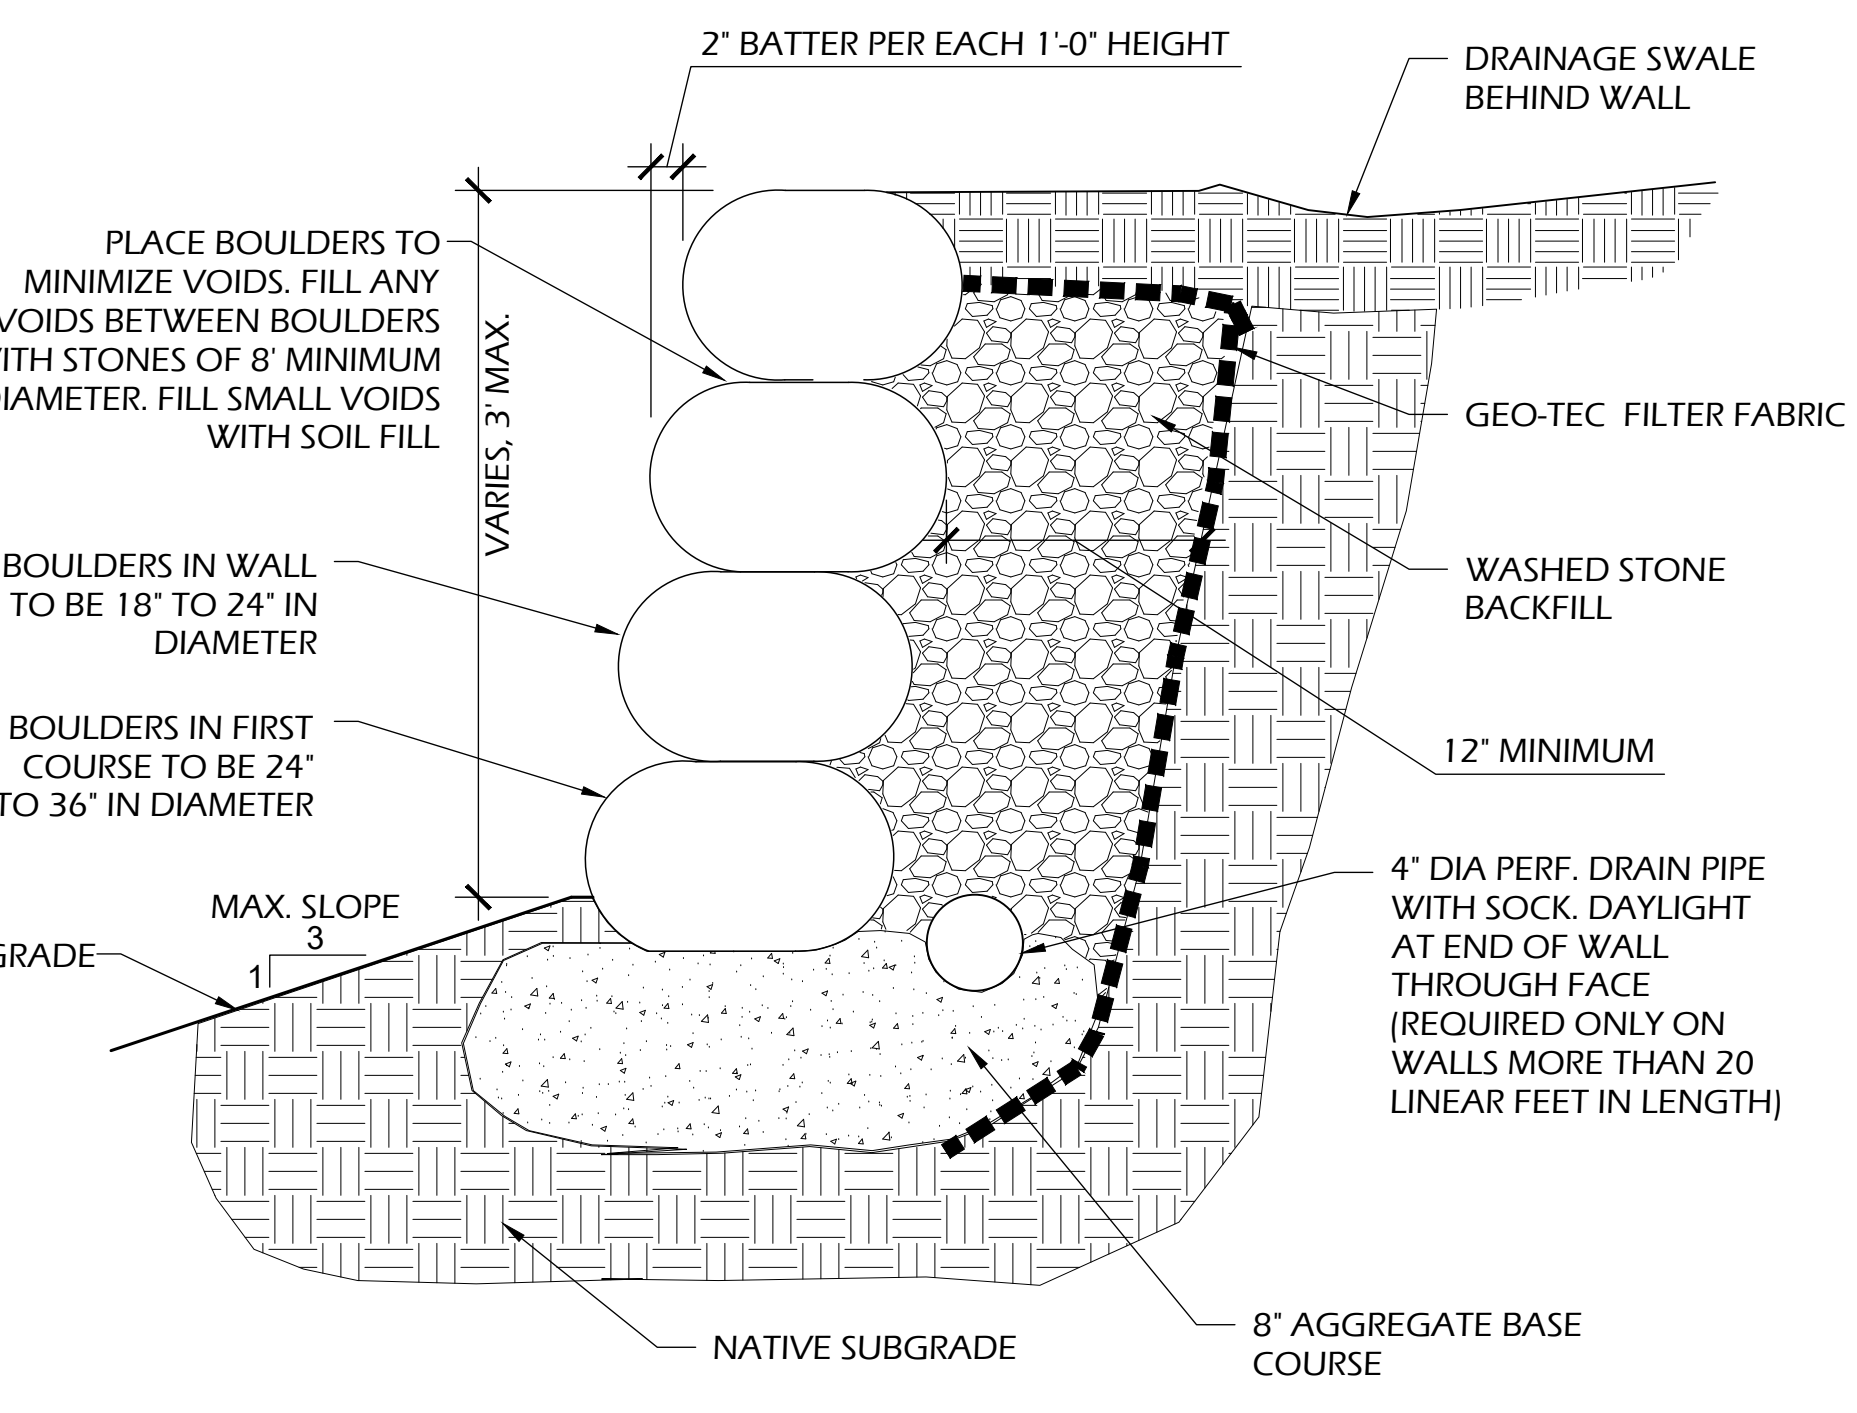 2" BATTER PER EACH 1'-0" HEIGHT
DRAINAGE SWALE
BEHIND WALL
PLACE BOULDERS TO
MINIMIZE VOIDS. FILL ANY
VOIDS BETWEEN BOULDERS
ITH STONES OF 8' MINIMUM
DIAMETER. FILL SMALL VOIDS
WITH SOIL FILL
VARIES, 3' MAX.
GEO-TEC FILTER FABRIC
BOULDERS IN WALL
TO BE 18" TO 24" IN
DIAMETER
WASHED STONE
BACKFILL
BOULDERS IN FIRST
COURSE TO BE 24"
TO 36" IN DIAMETER
12" MINIMUM
4" DIA PERF. DRAIN PIPE
WITH SOCK. DAYLIGHT
AT END OF WALL
THROUGH FACE
(REQUIRED ONLY ON
WALLS MORE THAN 20
LINEAR FEET IN LENGTH)
MAX. SLOPE
3
1
GRADE
NATIVE SUBGRADE
8" AGGREGATE BASE
COURSE